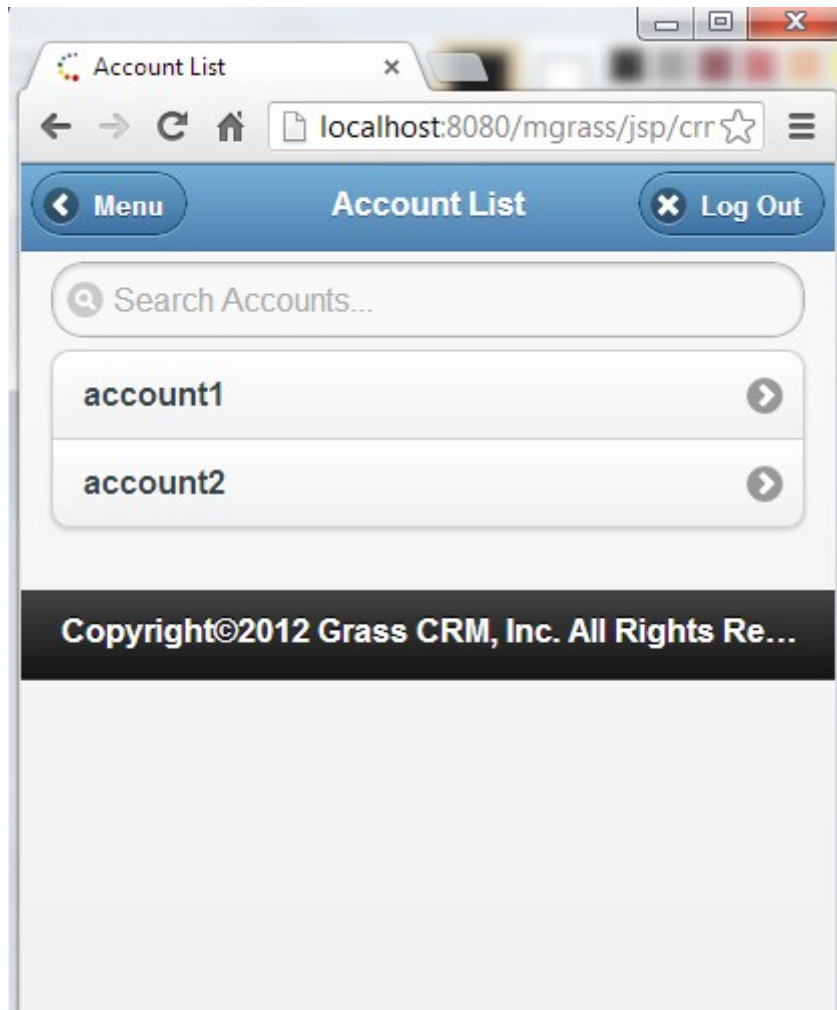 Account List
localhost:8080/mgrass/jsp/crr
Menu
Account List
Log Out
Search Accounts...
account1
account2
Copyright©2012 Grass CRM, Inc. All Rights Re...